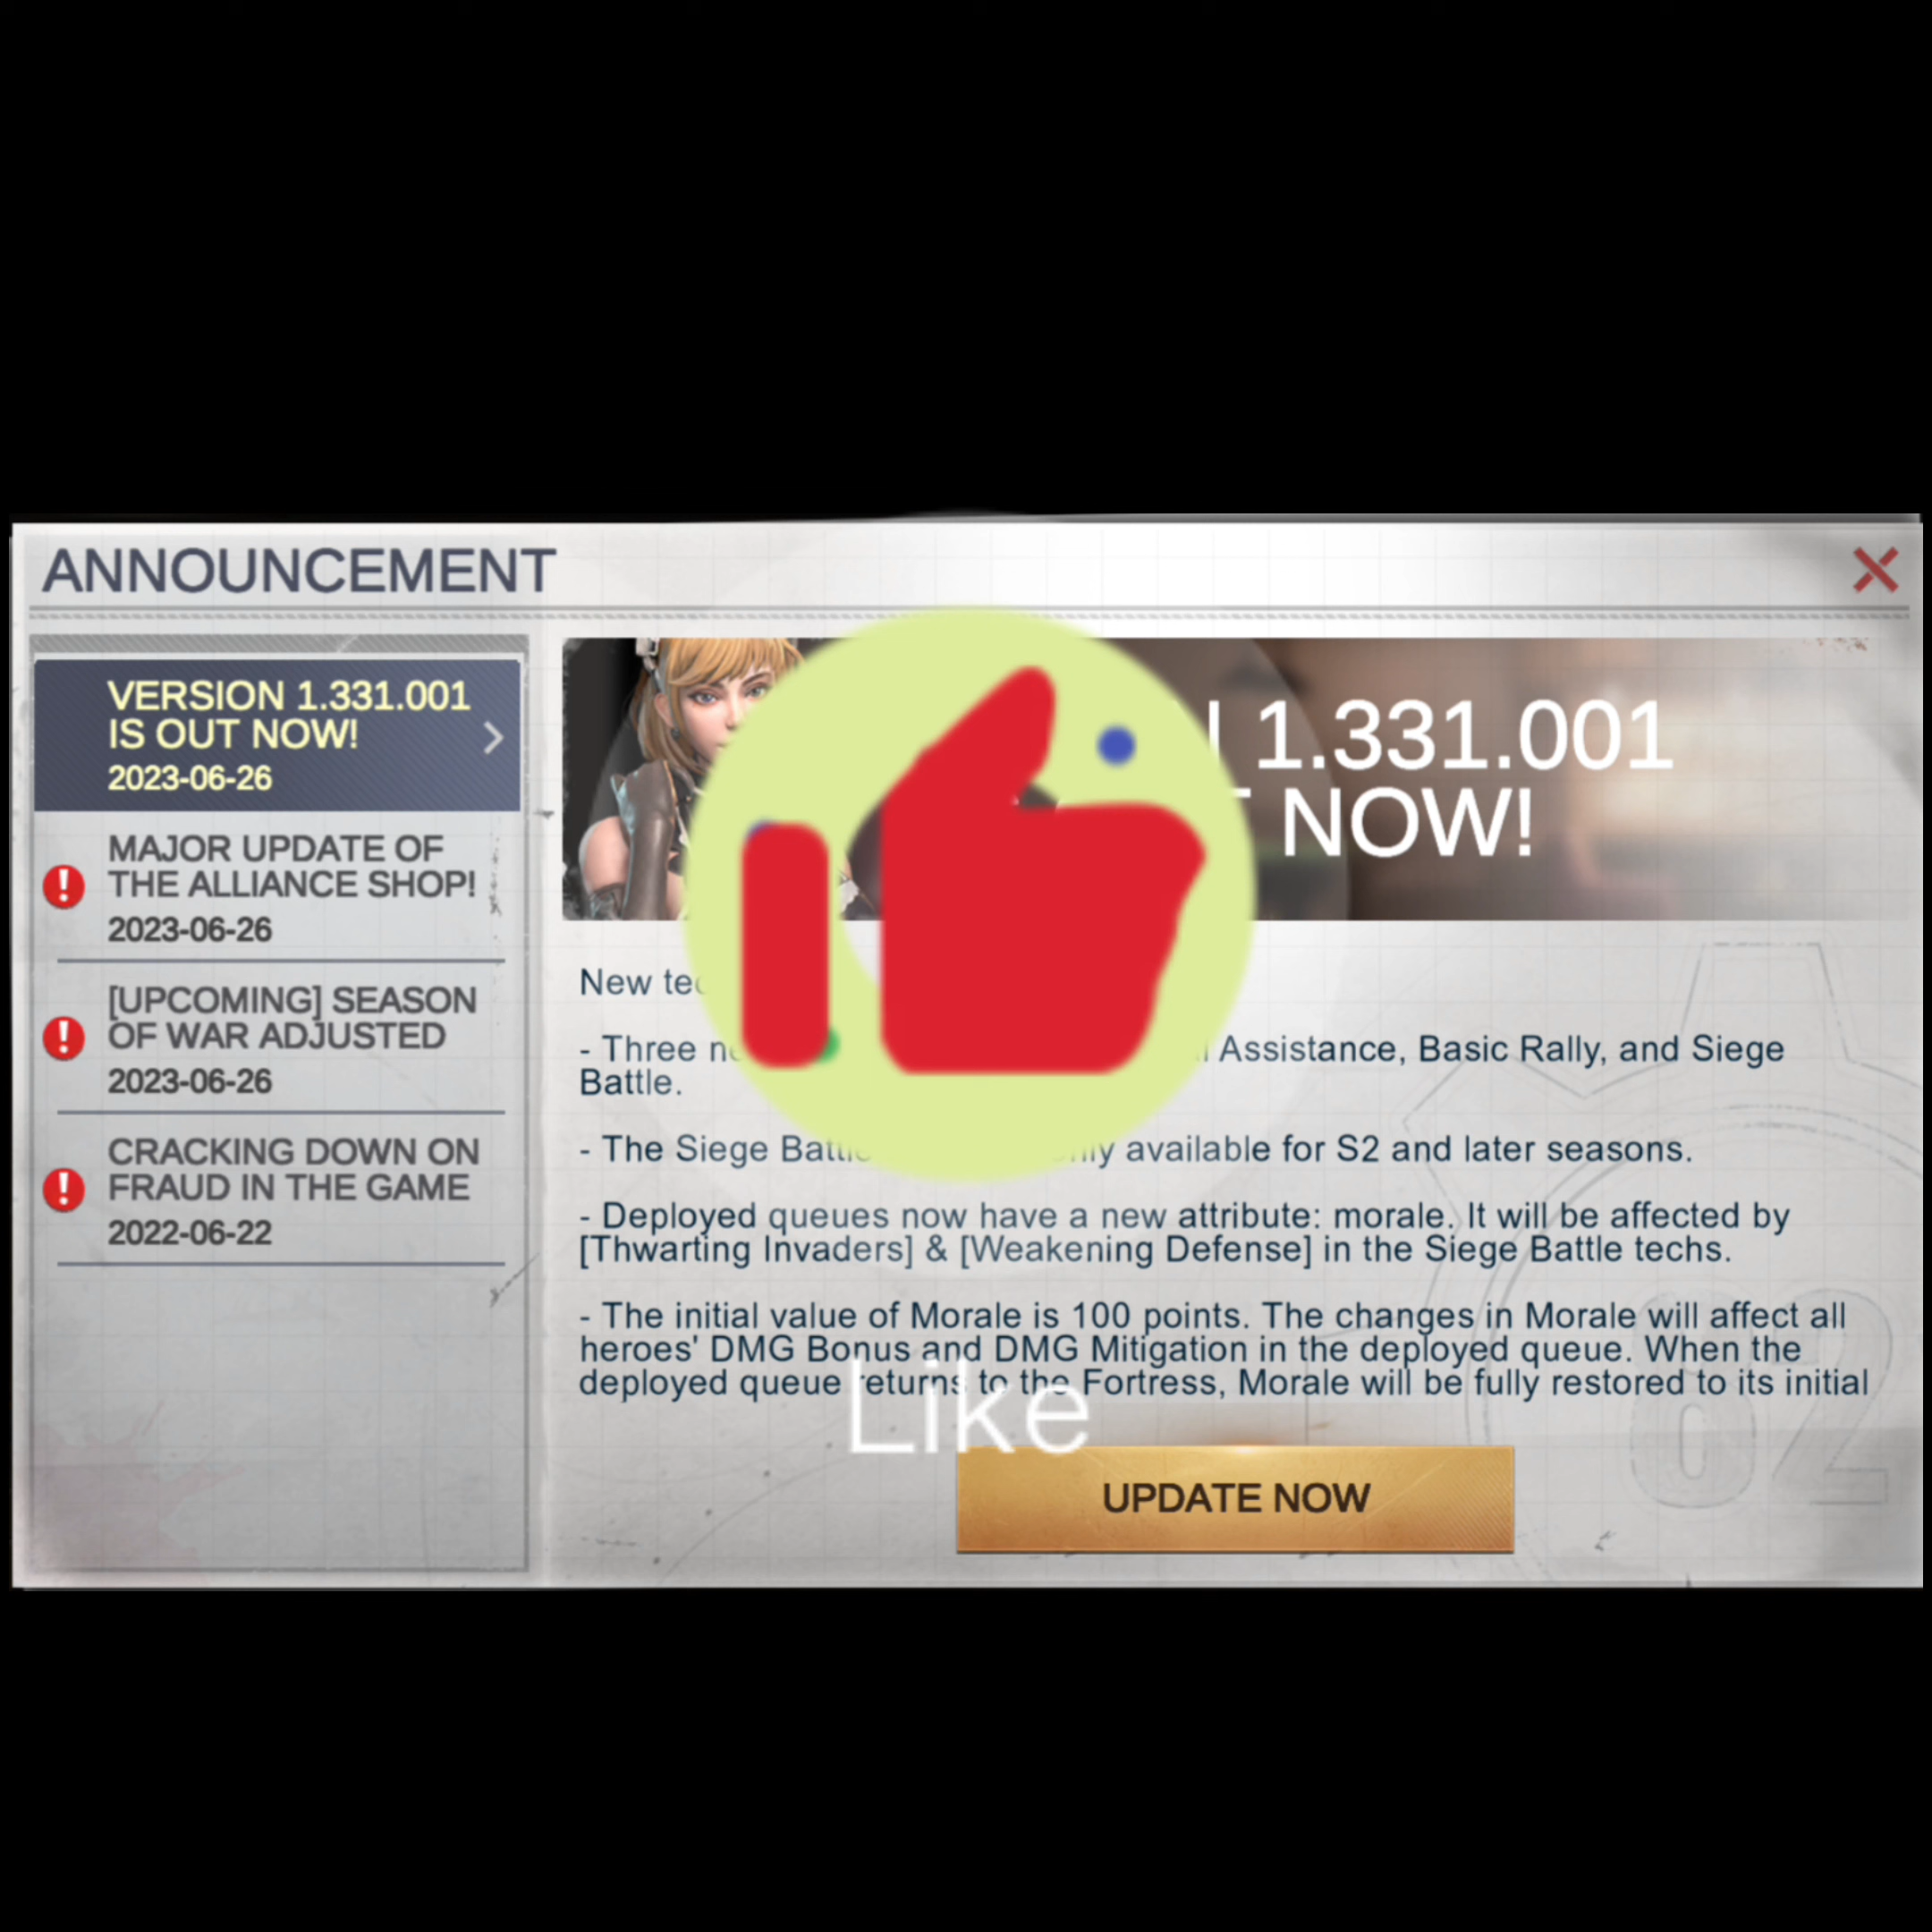 ANNOUNCEMENT
VERSION 1.331.001
IS OUT NOW!
2023-06-26
MAJOR UPDATE OF
THE ALLIANCE SHOP!
2023-06-26
[UPCOMING] SEASON
OF WAR ADJUSTED
2023-06-26
CRACKING DOWN ON
FRAUD IN THE GAME
2022-06-22
1.331.001
NOW!
New
- Three
Assistance, Basic Rally, and Siege
Battle.
- The Siege
available for S2 and later seasons.
- Deployed queues now have a new attribute: morale. It will be affected by
[Thwarting Invaders] & [Weakening Defense] in the Siege Battle techs.
- The initial value of Morale is 100 points. The changes in Morale will affect all
heroes' DMG Bonus and DMG Mitigation in the deployed queue. When the
deployed queue returns to the Fortress, Morale will be fully restored to its initial
Like
UPDATE NOW
02